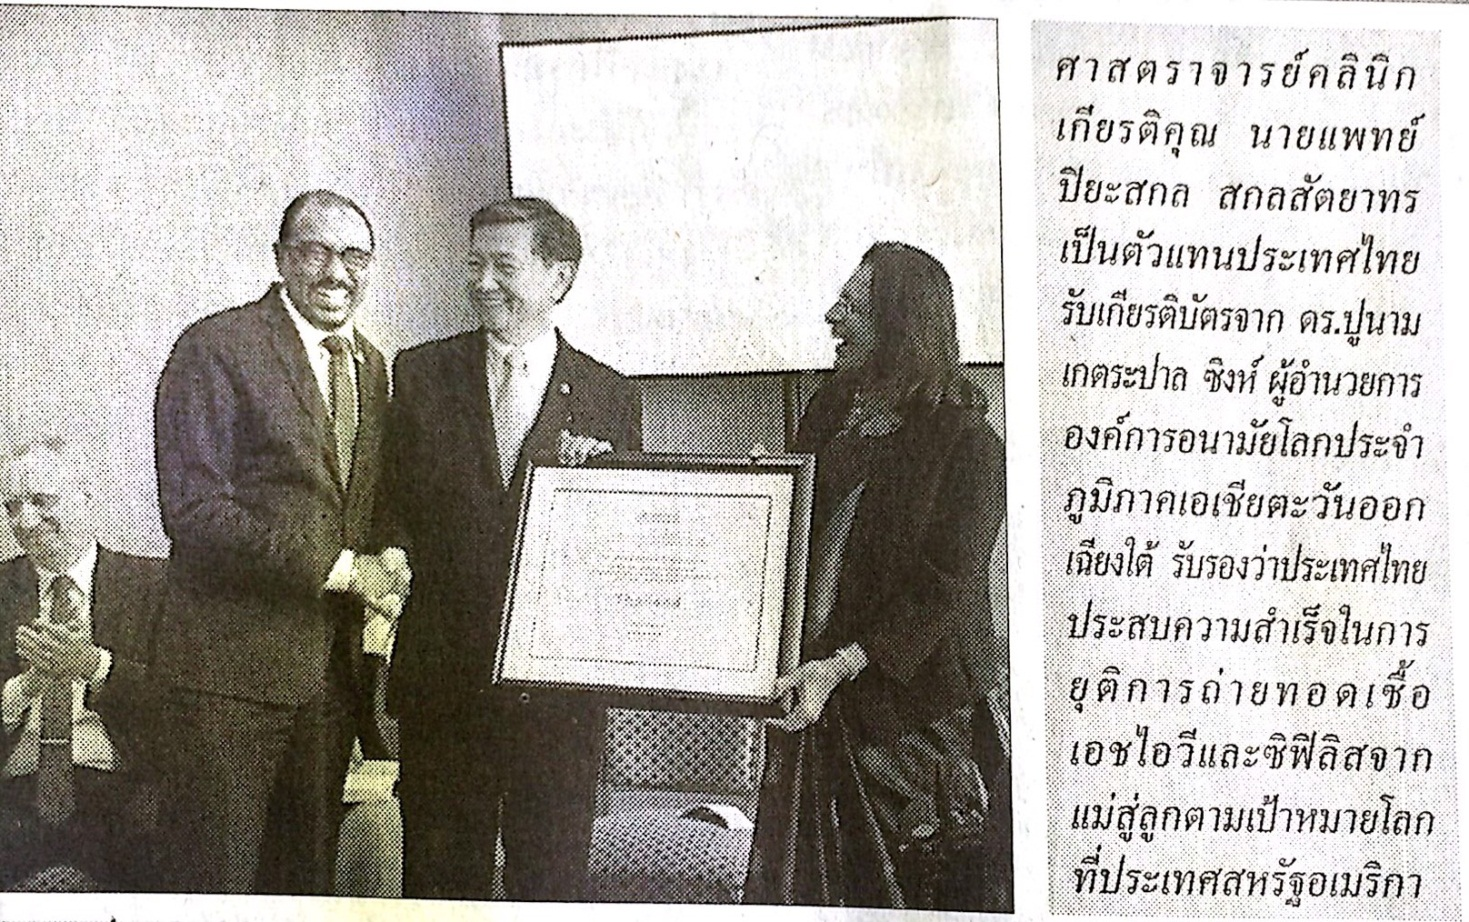 ศาสตราจารย์คลินิก
เกียรติคุณ นายแพทย์
ปิยะสกล สกลสัตยาทร
เป็นตัวแทนประเทศไทย
รับเกียรติบัตรจาก ดร.ปูนาม
เกตระปาล ซิงห์ ผู้อำนวยการ
องค์การอนามัยโลกประจำ
ภูมิภาคเอเชียตะวันออก
เฉียงใต้ รับรองว่าประเทศไทย
ประสบความสำเร็จในการ
ยุติการถ่ายทอดเชื้อ
เอชไอวีและซิฟิลิสจาก
แม่สู่ลูกตามเป้าหมายโลก
ที่ประเทศสหรัฐอเมริกา